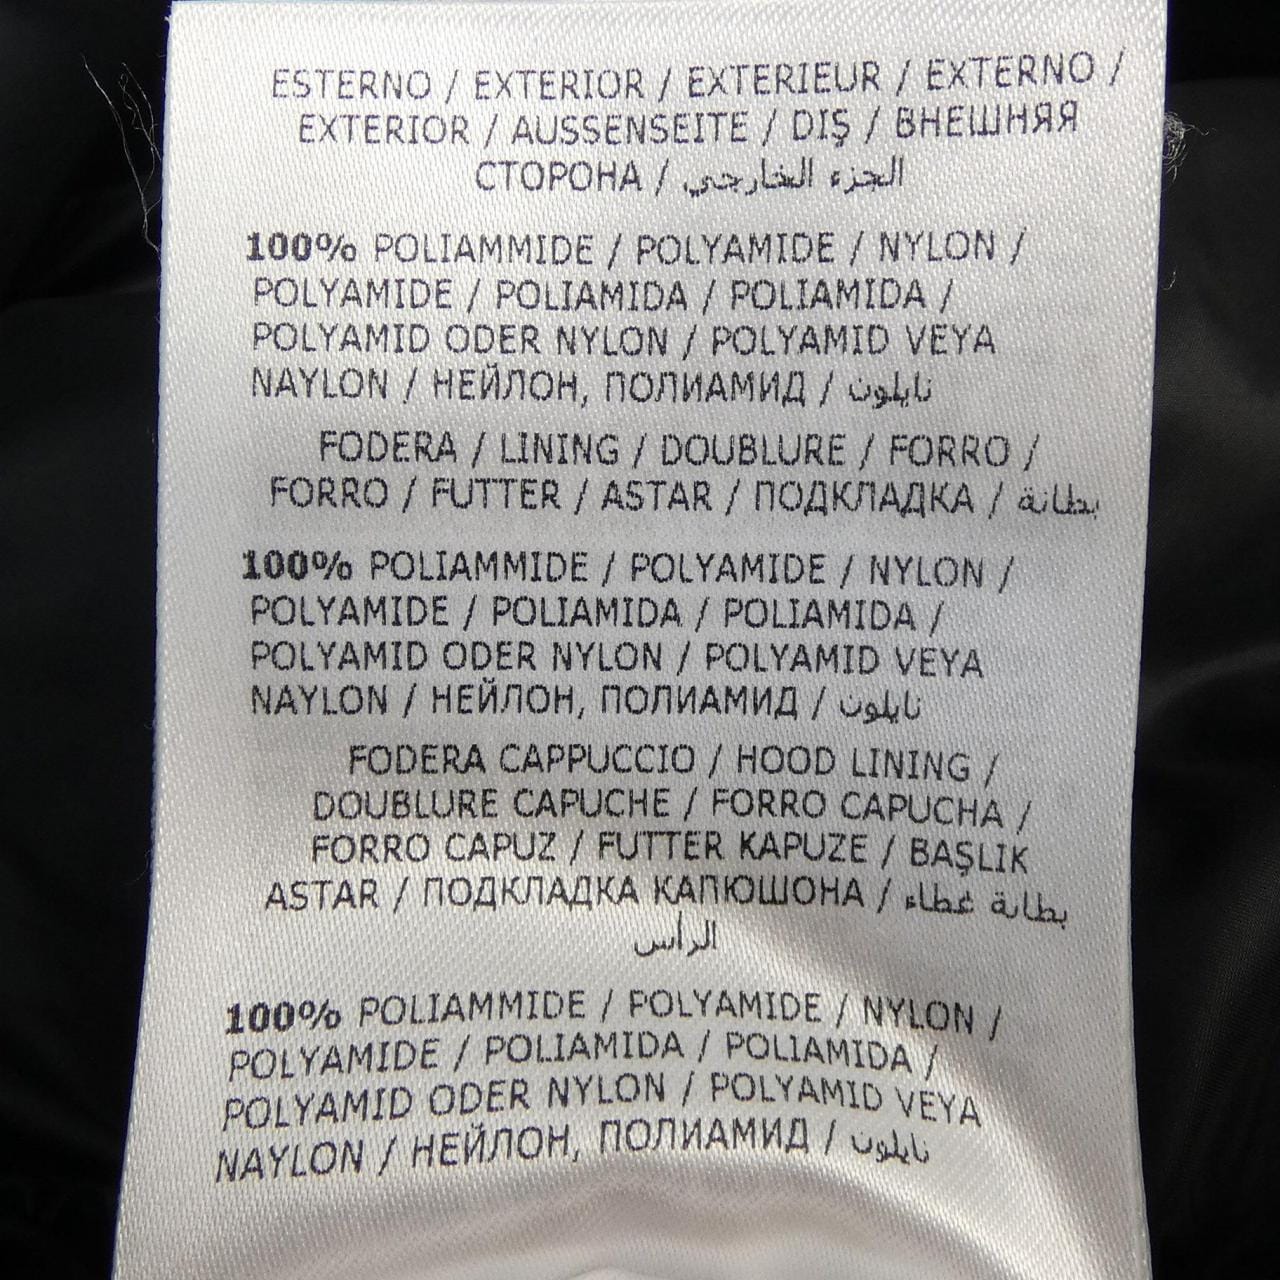 ESTERNO / EXTERIOR / EXTERIEUR / EXTERNO /
EXTERIOR / AUSSENSEITE / DIŞ / ВНЕШНЯЯ
СТОРОНА / الجزء الخارجي
100% POLIAMMIDE / POLYAMIDE / NYLON /
POLYAMIDE / POLIAMIDA / POLIAMIDA /
POLYAMID ODER NYLON / POLYAMID VEYA
NAYLON / НЕЙЛОН, ПОЛИАМИД / نايلون
FODERA / LINING / DOUBLURE / FORRO /
FORRO / FUTTER / ASTAR / ПОДКЛАДКА / بطانة
100% POLIAMMIDE / POLYAMIDE / NYLON /
POLYAMIDE / POLIAMIDA / POLIAMIDA /
POLYAMID ODER NYLON / POLYAMID VEYA
NAYLON / НЕЙЛОН, ПОЛИАМИД / نايلون
FODERA CAPPUCCIO / HOOD LINING /
DOUBLURE CAPUCHE / FORRO CAPUCHA /
FORRO CAPUZ / FUTTER KAPUZE / BAŞLIK
ASTAR / ПОДКЛАДКА КАПЮШОНА / بطانة غطاء
الرأس
100% POLIAMMIDE / POLYAMIDE / NYLON /
POLYAMIDE / POLIAMIDA / POLIAMIDA /
POLYAMID ODER NYLON / POLYAMID VEYA
NAYLON / НЕЙЛОН, ПОЛИАМИД / نايلون